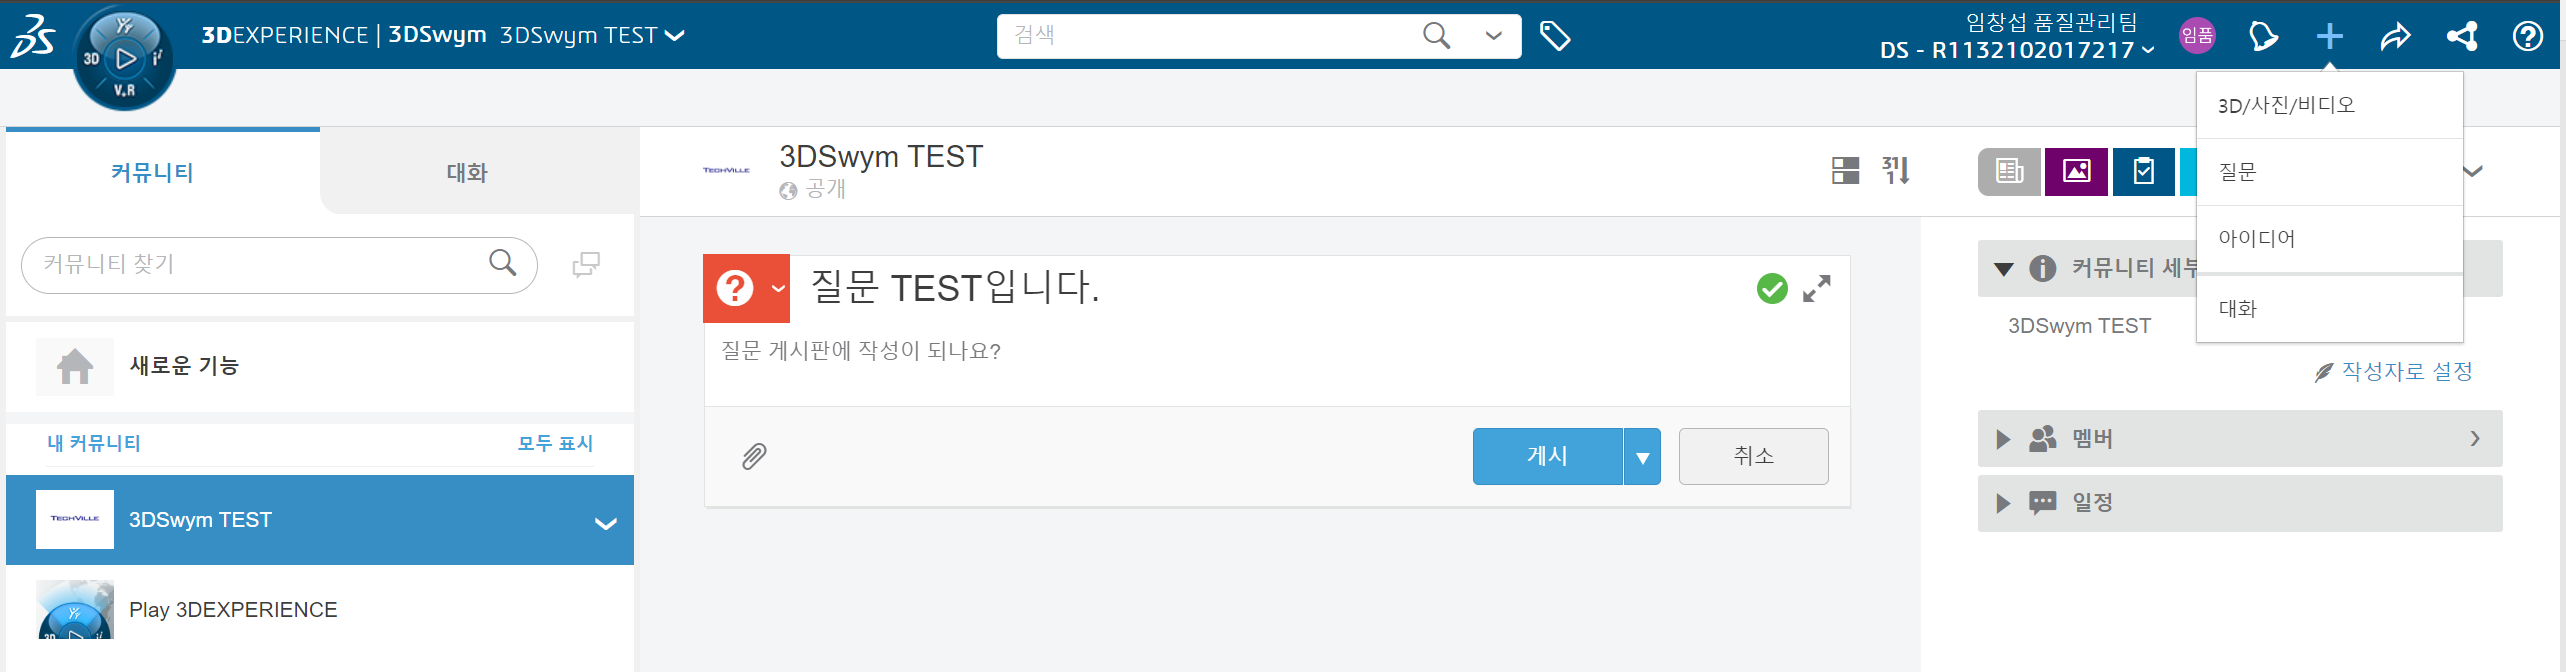 3DEXPERIENCE | 3DSwym 3DSwym TEST
검색
임창섭 품질관리팀
DS - R1132102017217
임품
3D
V.R
3D/사진/비디오
질문
아이디어
대화
커뮤니티
대화
커뮤니티 찾기
새로운 기능
내 커뮤니티
모두 표시
TECHVILLE
3DSwym TEST
Play 3DEXPERIENCE
TECHVILLE
3DSwym TEST
공개
31
1
질문 TEST입니다.
질문 게시판에 작성이 되나요?
게시
취소
커뮤니티 세부
3DSwym TEST
작성자로 설정
멤버
일정